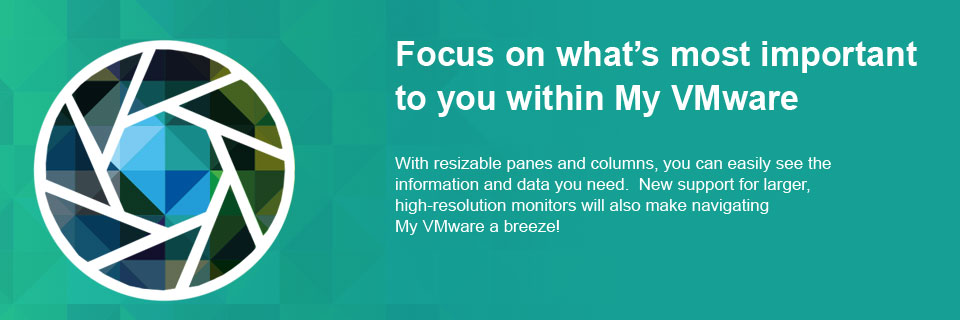 Focus on what’s most important
to you within My VMware
With resizable panes and columns, you can easily see the
information and data you need.  New support for larger,
high-resolution monitors will also make navigating
My VMware a breeze!